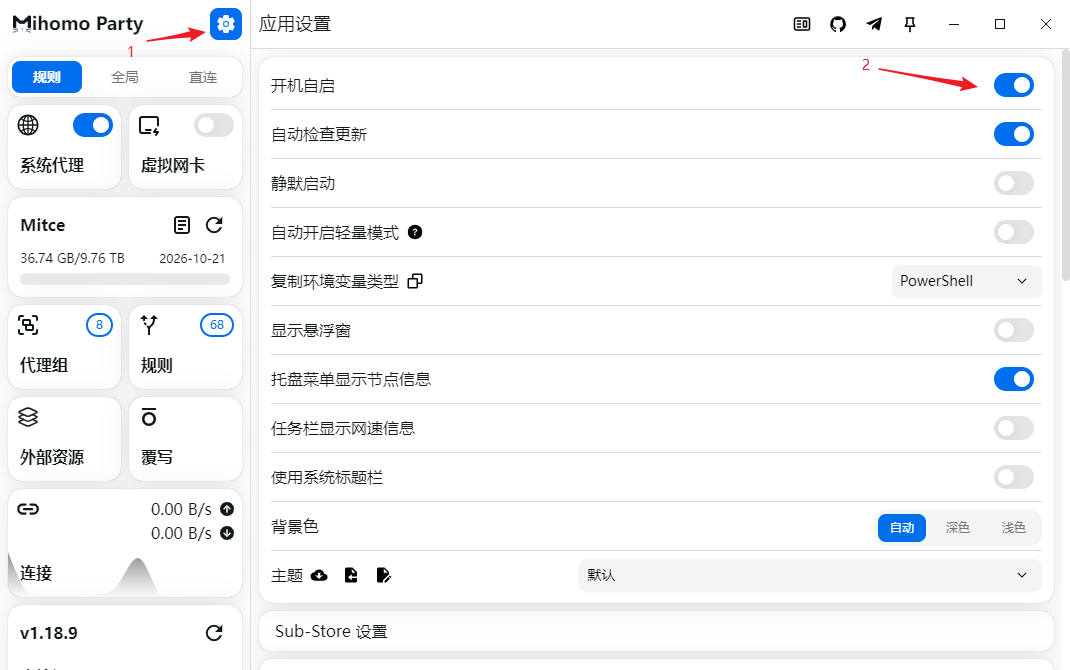 Mihomo Party
1
规则 全局 直连
系统代理 虚拟网卡
Mitce
36.74 GB/9.76 TB 2026-10-21
8 68
代理组 规则
外部资源 覆写
0.00 B/s
0.00 B/s
连接
v1.18.9
应用设置
2
开机自启
自动检查更新
静默启动
自动开启轻量模式
复制环境变量类型 PowerShell
显示悬浮窗
托盘菜单显示节点信息
任务栏显示网速信息
使用系统标题栏
背景色 自动 深色 浅色
主题 默认
Sub-Store 设置